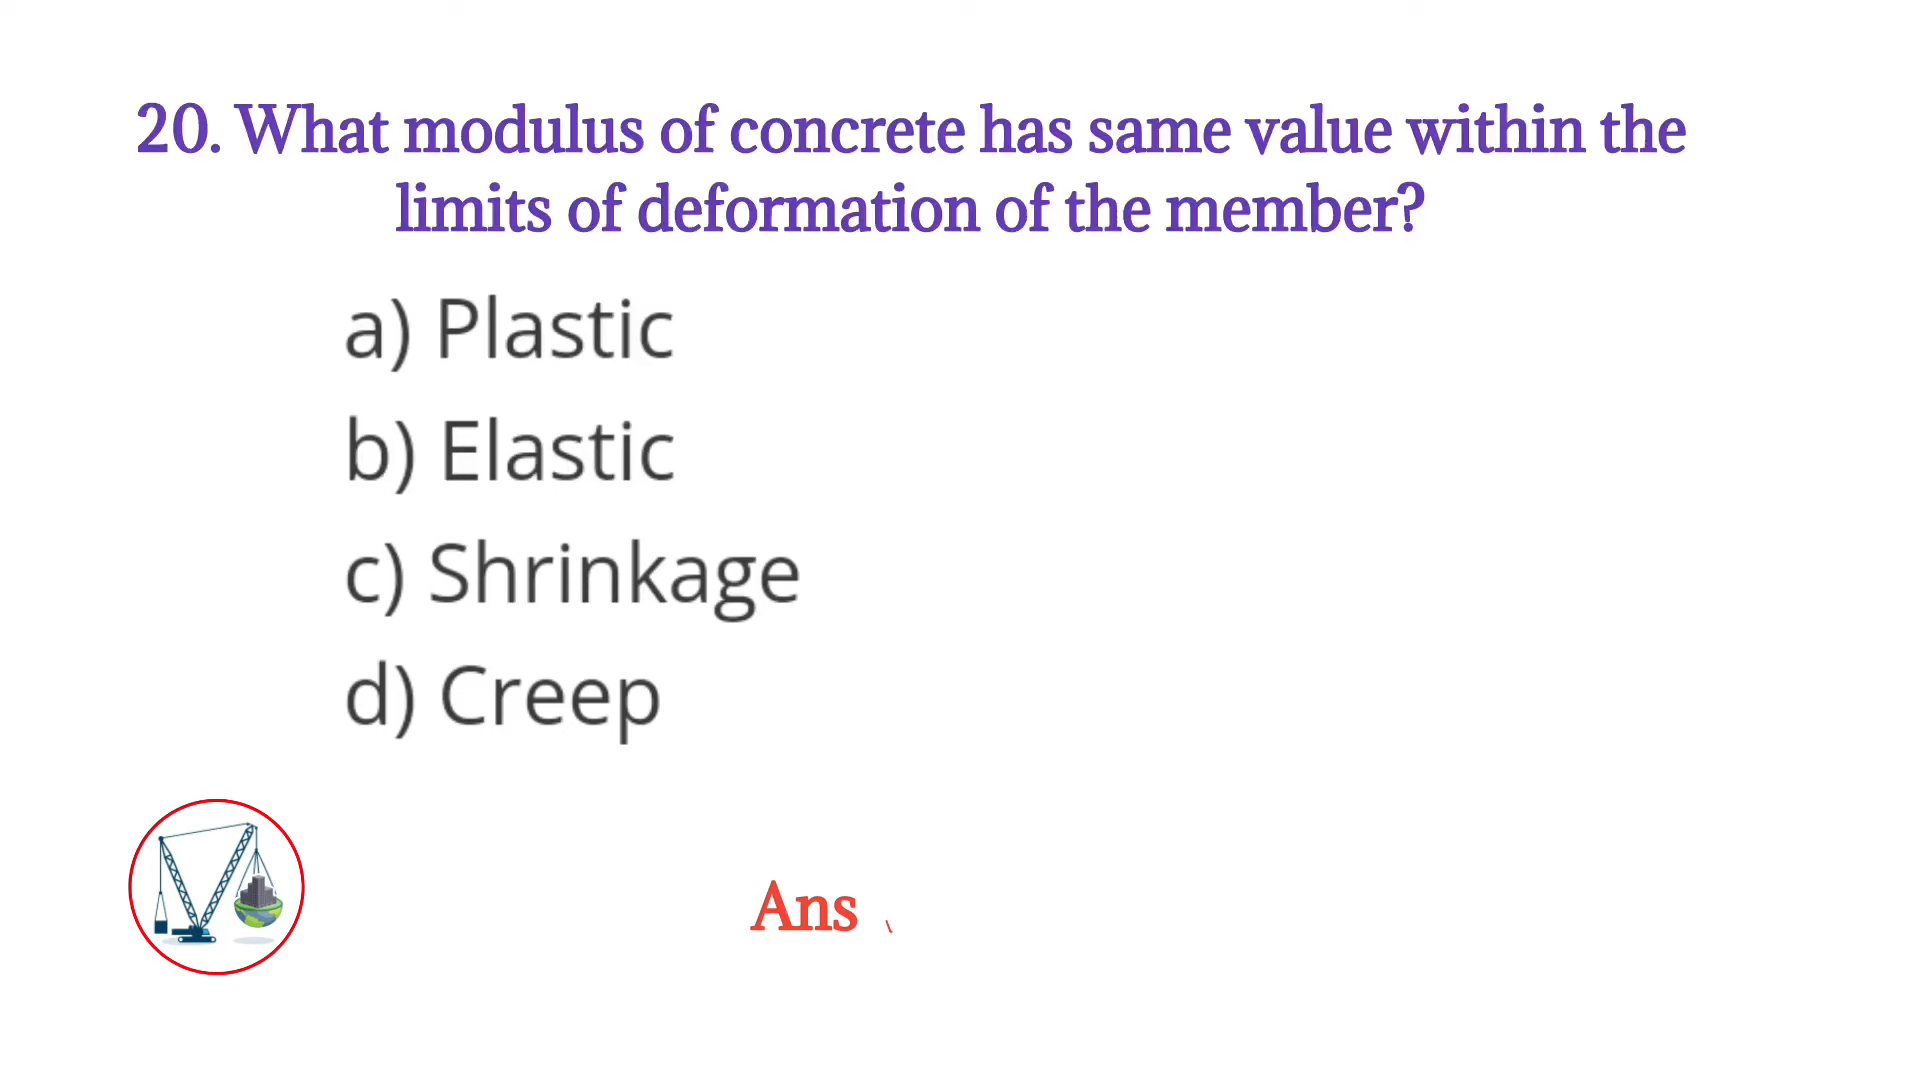 20. What modulus of concrete has same value within the
limits of deformation of the member?
a) Plastic
b) Elastic
c) Shrinkage
d) Creep
Ans